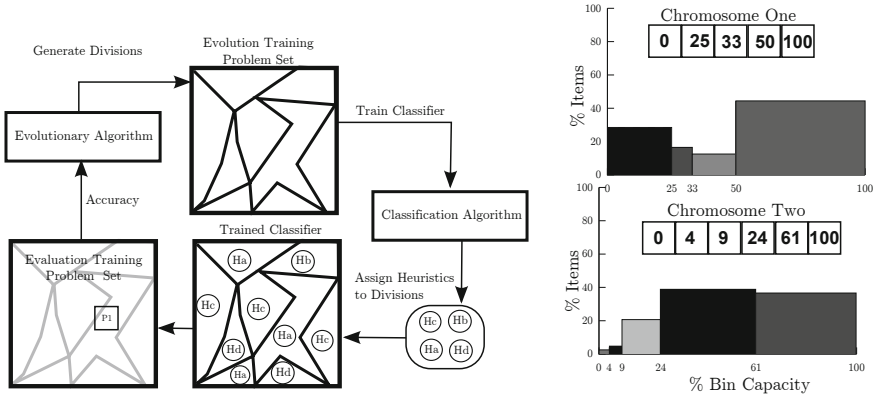 Generate Divisions
Evolution Training
Problem Set
Evolutionary Algorithm
Train Classifier
Accuracy
Classification Algorithm
Evaluation Training
Problem Set
P1
Trained Classifier
Ha
Hb
Hc
Hc
Ha
Hc
Hd
Ha
Hd
Assign Heuristics
to Divisions
Hc
Hb
Ha
Hd
Chromosome One
0 25 33 50 100
% Items
100
80
60
40
20
0
0 25 33 50 100
Chromosome Two
0 4 9 24 61 100
% Items
100
80
60
40
20
0
0 4 9 24 61 100
% Bin Capacity